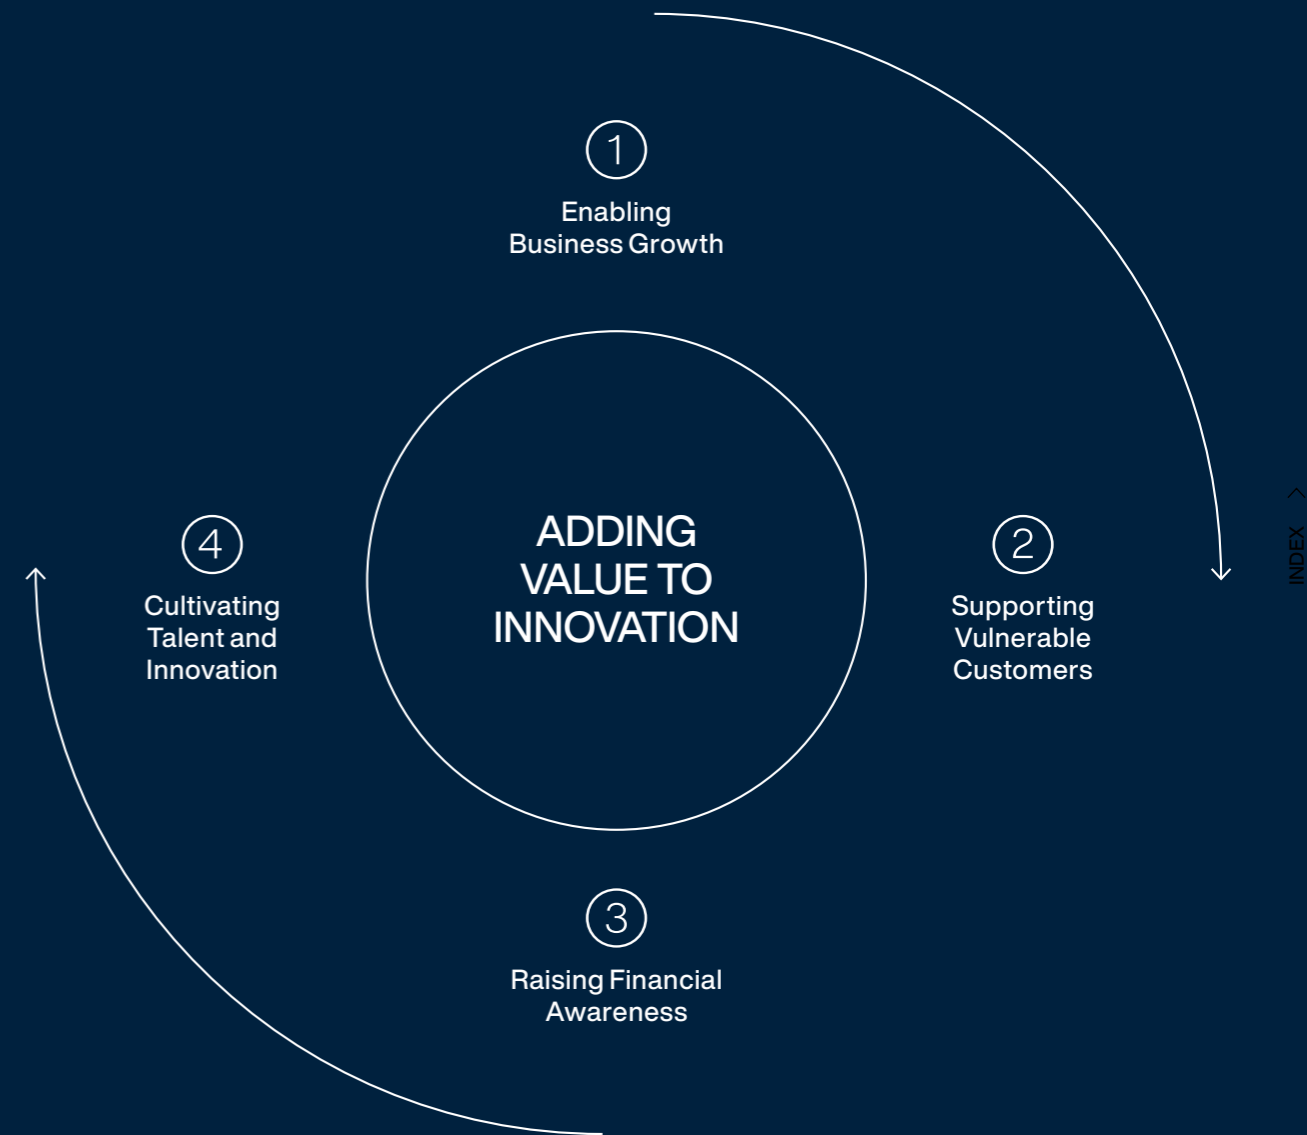 1
Enabling
Business Growth
ADDING
VALUE TO
INNOVATION
2
Supporting
Vulnerable
Customers
3
Raising Financial
Awareness
4
Cultivating
Talent and
Innovation
INDEX >